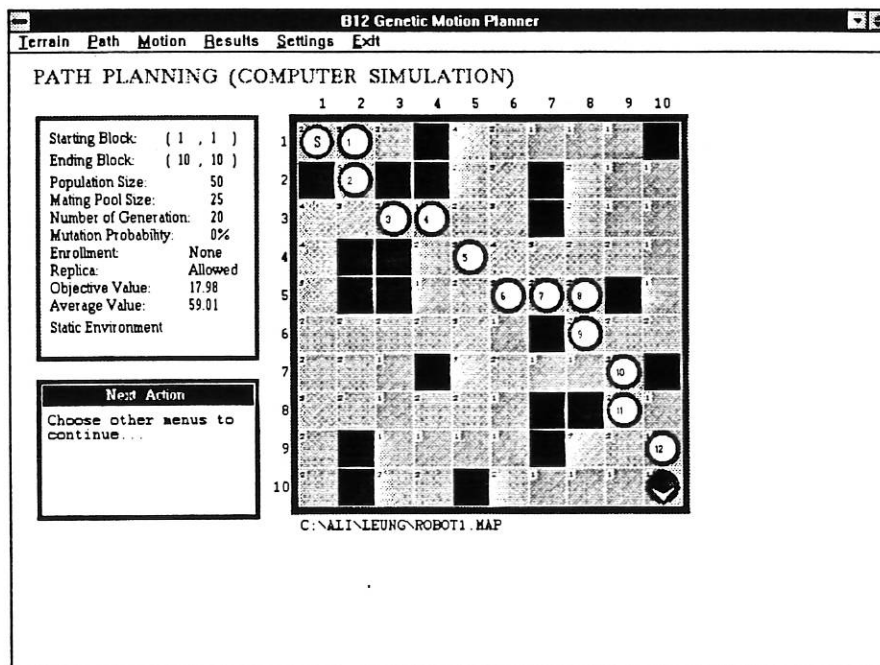 B12 Genetic Motion Planner
Terrain Path Motion Results Settings Exit
PATH PLANNING (COMPUTER SIMULATION)
1 2 3 4 5 6 7 8 9 10
Starting Block: ( 1 , 1 )
Ending Block: ( 10 , 10 )
Population Size: 50
Mating Pool Size: 25
Number of Generation: 20
Mutation Probability: 0%
Enrollment: None
Replica: Allowed
Objective Value: 17.98
Average Value: 59.01
Static Environment
Next Action
Choose other menus to
continue...
1 S 1
2 2
3 3 4
4 5
5 6 7 8
6 9
7 10
8 11
9 12
10
C:\ALI\LEUNG\ROBOT1.MAP